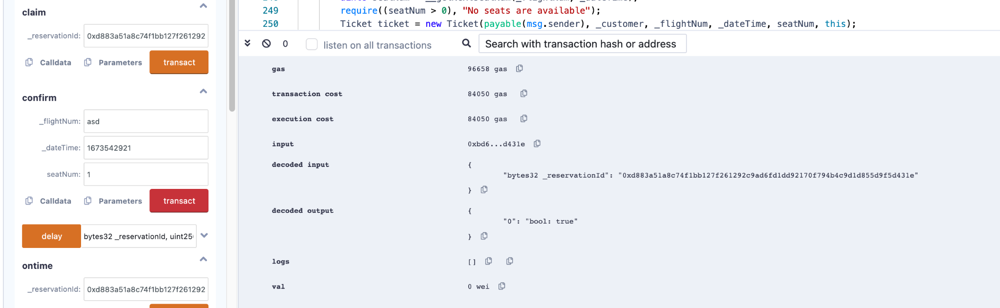 claim
_reservationId: 0xd883a51a8c74f1bb127f261292
Calldata Parameters transact
confirm
_flightNum: asd
_dateTime: 1673542921
seatNum: 1
Calldata Parameters transact
delay bytes32 _reservationId, uint25
ontime
_reservationId: 0xd883a51a8c74f1bb127f261292
249 require((seatNum > 0), "No seats are available");
250 Ticket ticket = new Ticket(payable(msg.sender), _customer, _flightNum, _dateTime, seatNum, this);
0 listen on all transactions Search with transaction hash or address
gas 96658 gas
transaction cost 84050 gas
execution cost 84050 gas
input 0xbd6...d431e
decoded input {
"bytes32 _reservationId": "0xd883a51a8c74f1bb127f261292c9ad6fd1dd92170f794b4c9d1d855d9f5d431e"
}
decoded output {
"0": "bool: true"
}
logs []
val 0 wei